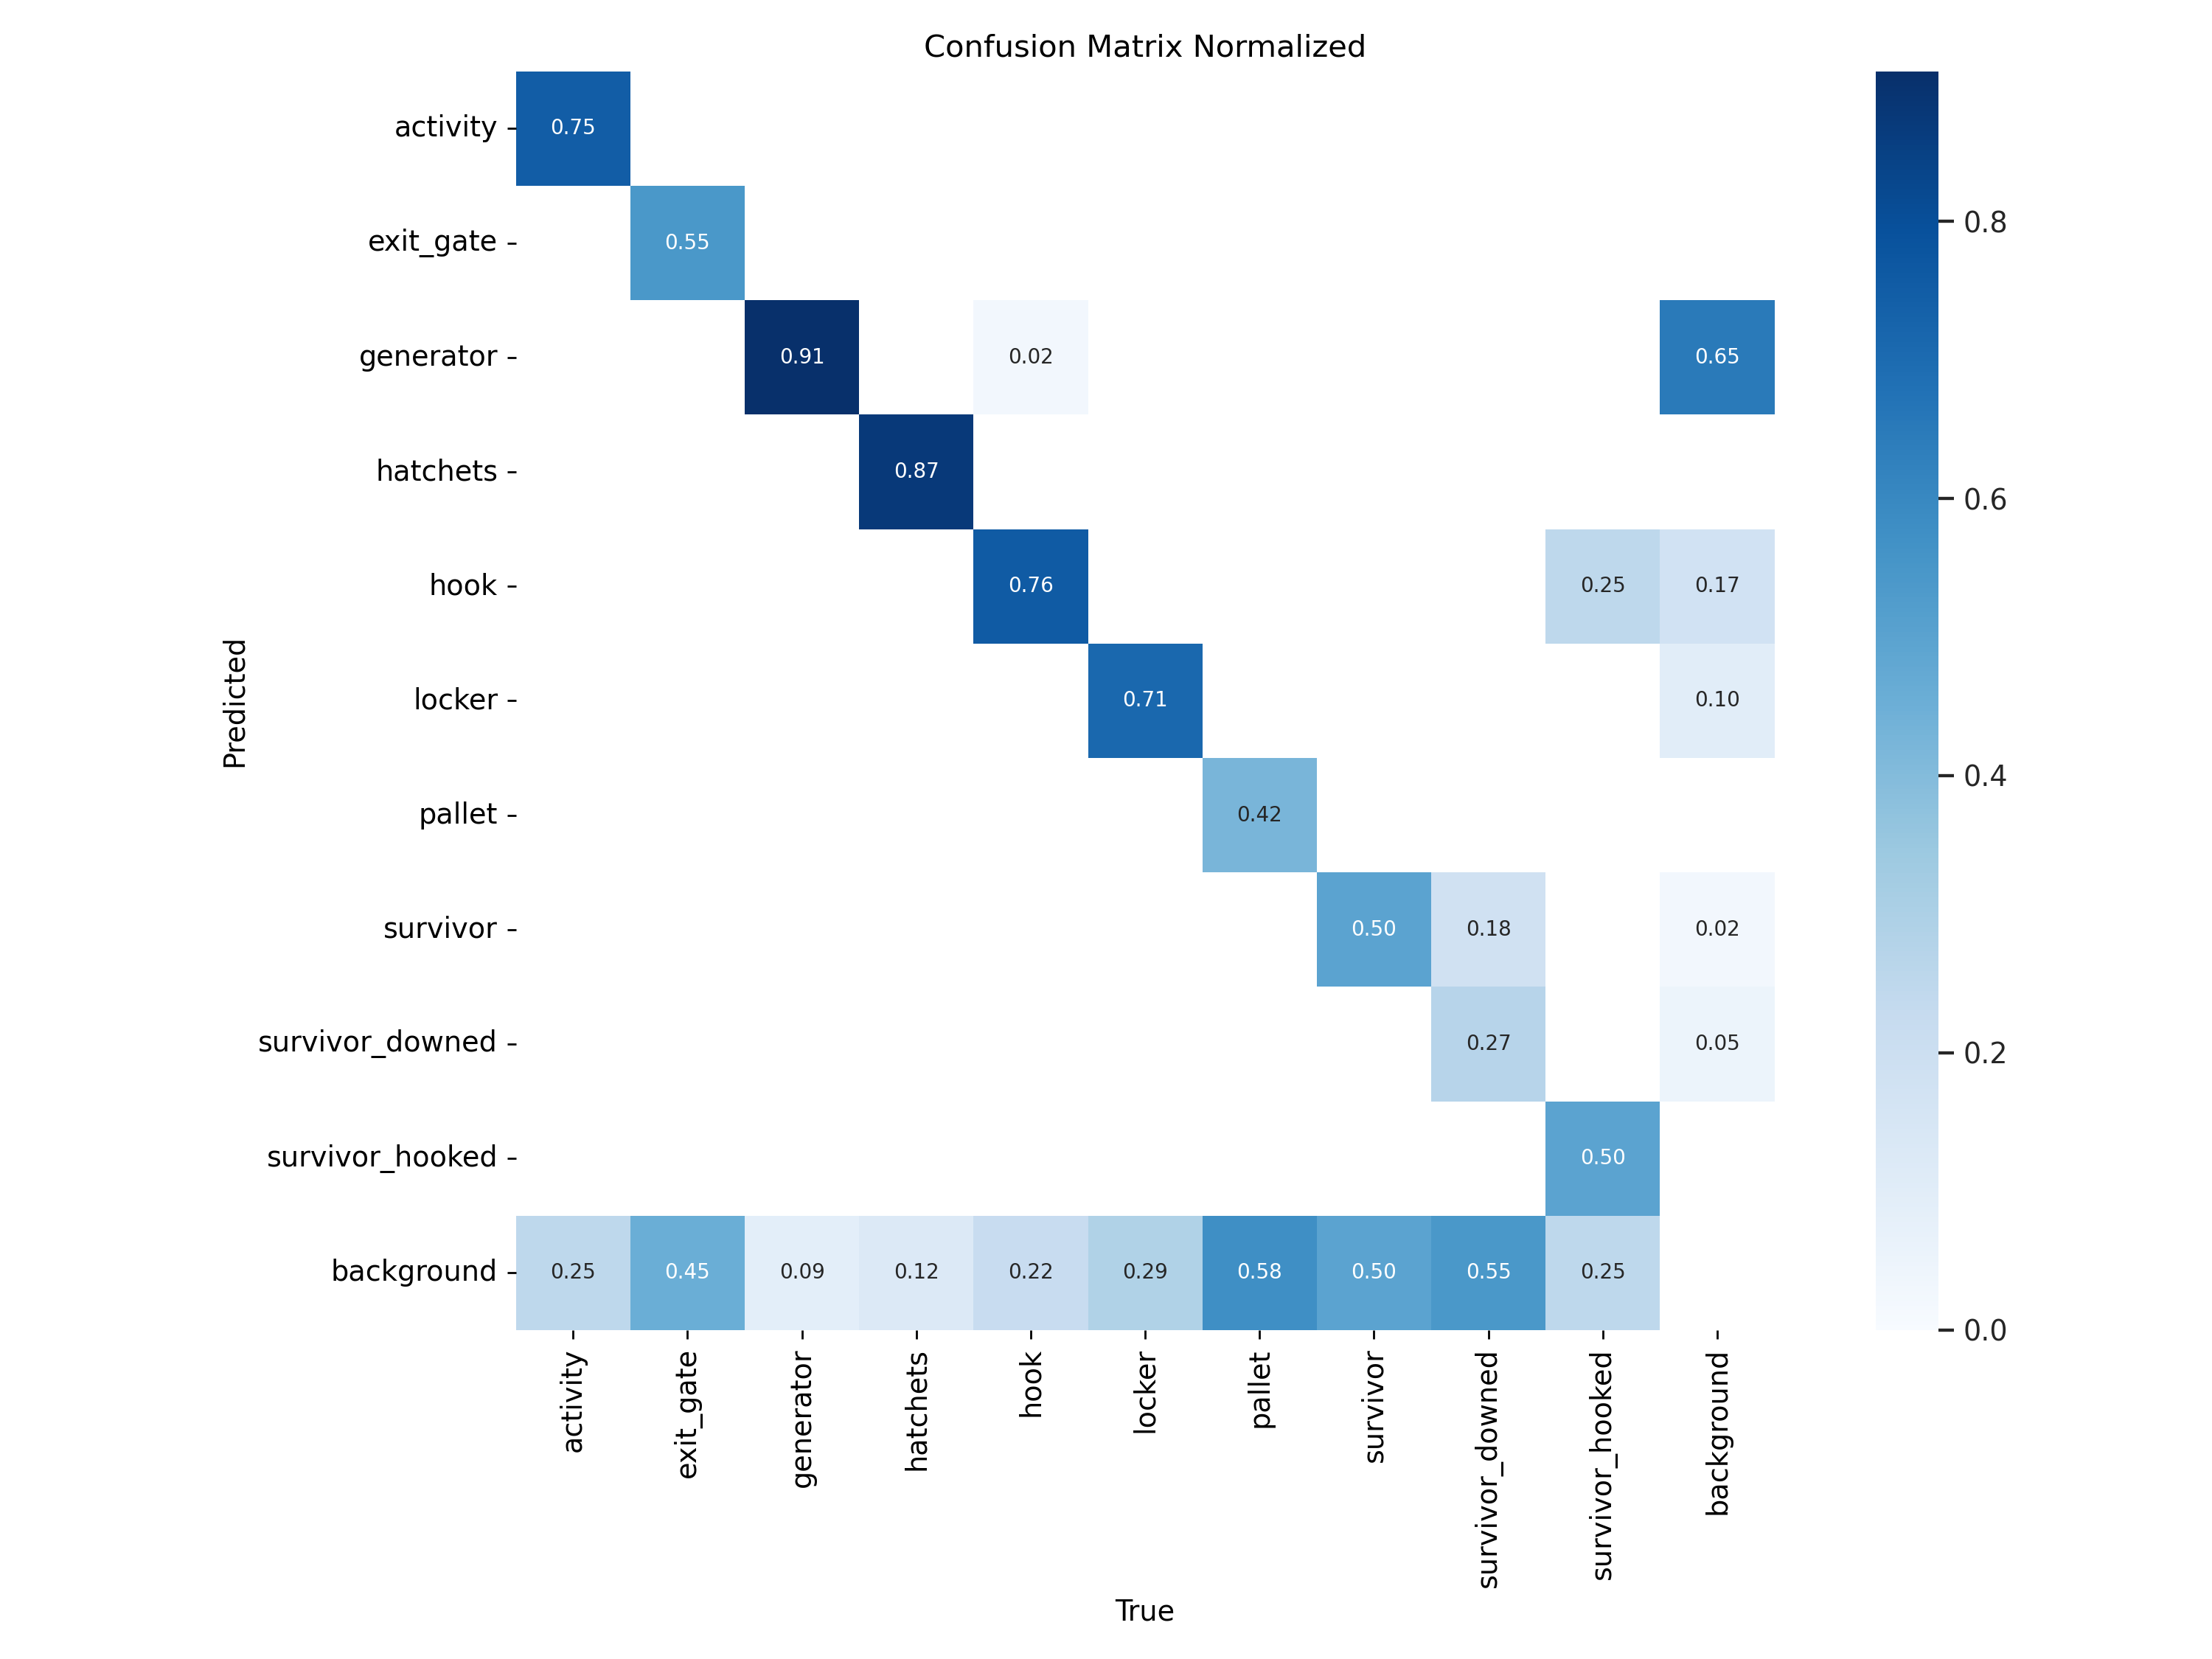 Confusion Matrix Normalized
activity 0.75
exit_gate 0.55
generator 0.91 0.02 0.65
hatchets 0.87
hook 0.76 0.25 0.17
locker 0.71 0.10
pallet 0.42
survivor 0.50 0.18 0.02
survivor_downed 0.27 0.05
survivor_hooked 0.50
background 0.25 0.45 0.09 0.12 0.22 0.29 0.58 0.50 0.55 0.25
Predicted
activity
exit_gate
generator
hatchets
hook
locker
pallet
survivor
survivor_downed
survivor_hooked
background
True
0.8
0.6
0.4
0.2
0.0